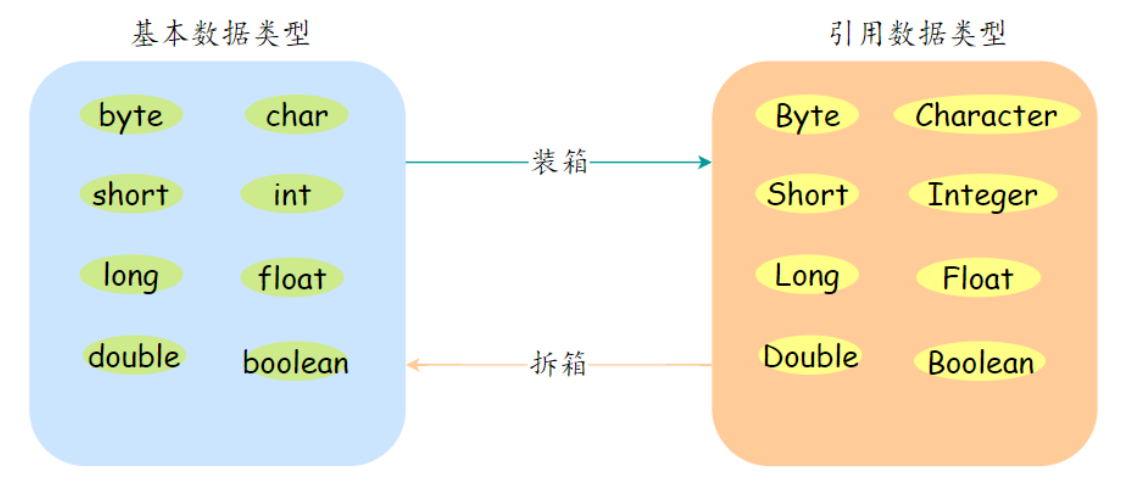 基本数据类型
byte char
short int
long float
double boolean
装箱
拆箱
引用数据类型
Byte Character
Short Integer
Long Float
Double Boolean